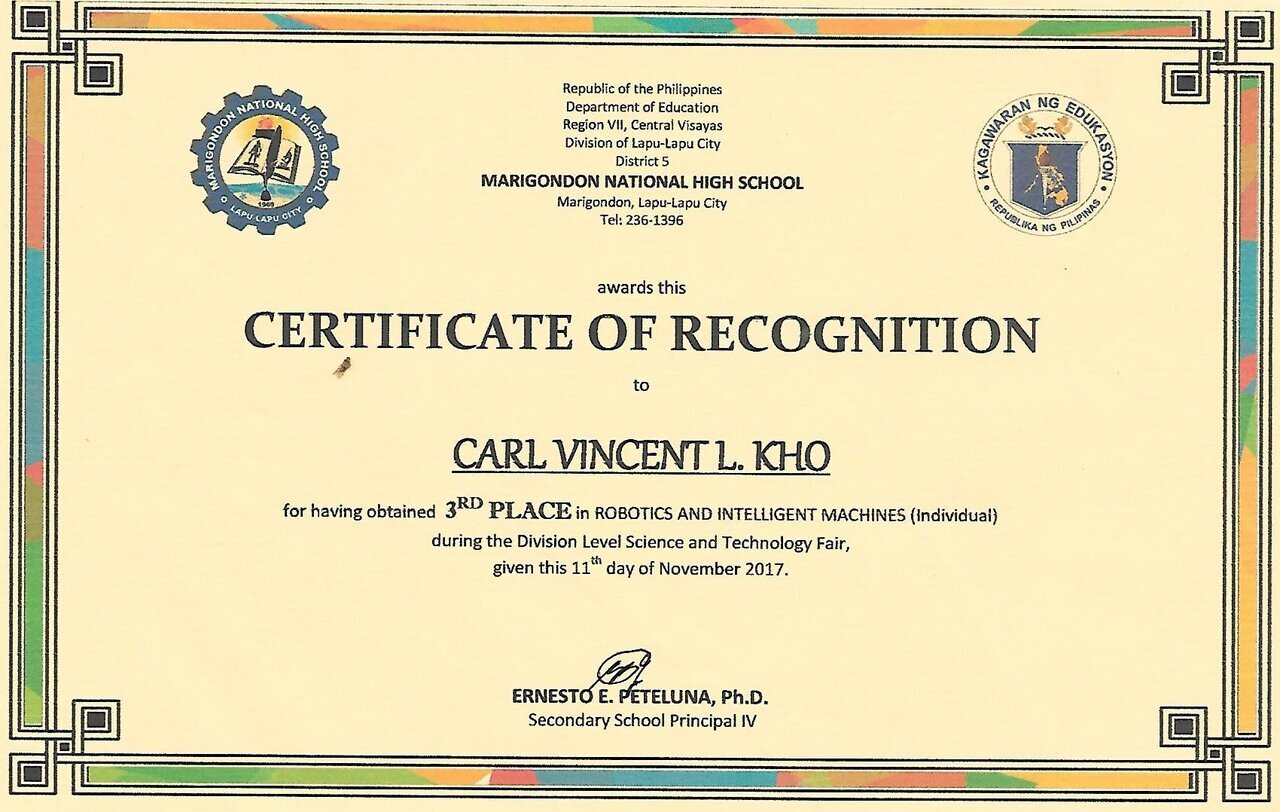 Republic of the Philippines
Department of Education
Region VII, Central Visayas
Division of Lapu-Lapu City
District 5
MARIGONDON NATIONAL HIGH SCHOOL
Marigondon, Lapu-Lapu City
Tel: 236-1396
MARIGONDON NATIONAL HIGH SCHOOL
1969
LAPU LAPU CITY
KAGAWARAN NG EDUKASYON
REPUBLIKA NG PILIPINAS
awards this
CERTIFICATE OF RECOGNITION
to
CARL VINCENT L. KHO
for having obtained 3RD PLACE in ROBOTICS AND INTELLIGENT MACHINES (Individual)
during the Division Level Science and Technology Fair,
given this 11th day of November 2017.
ERNESTO E. PETELUNA, Ph.D.
Secondary School Principal IV